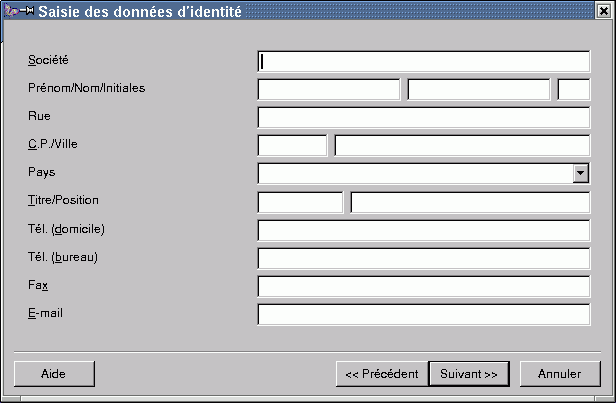 Saisie des données d'identité
Société
Prénom/Nom/Initiales
Rue
C.P./Ville
Pays
Titre/Position
Tél. (domicile)
Tél. (bureau)
Fax
E-mail
Aide << Précédent Suivant >> Annuler